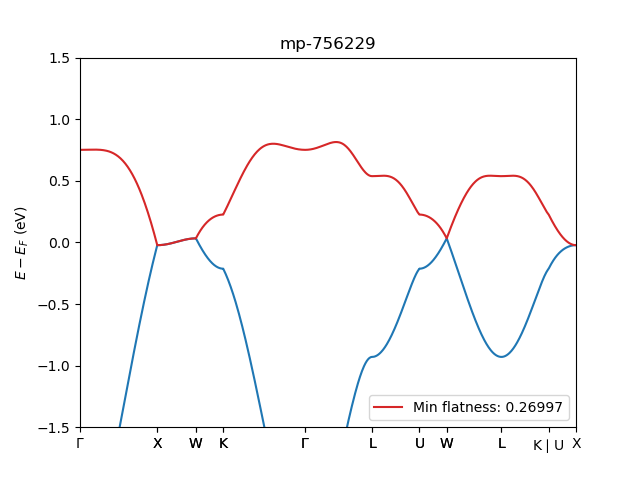 mp-756229
1.5
1.0
0.5
0.0
−0.5
−1.0
−1.5
E − E_F (eV)
Min flatness: 0.26997
Γ X W K Γ L U W L K | U X